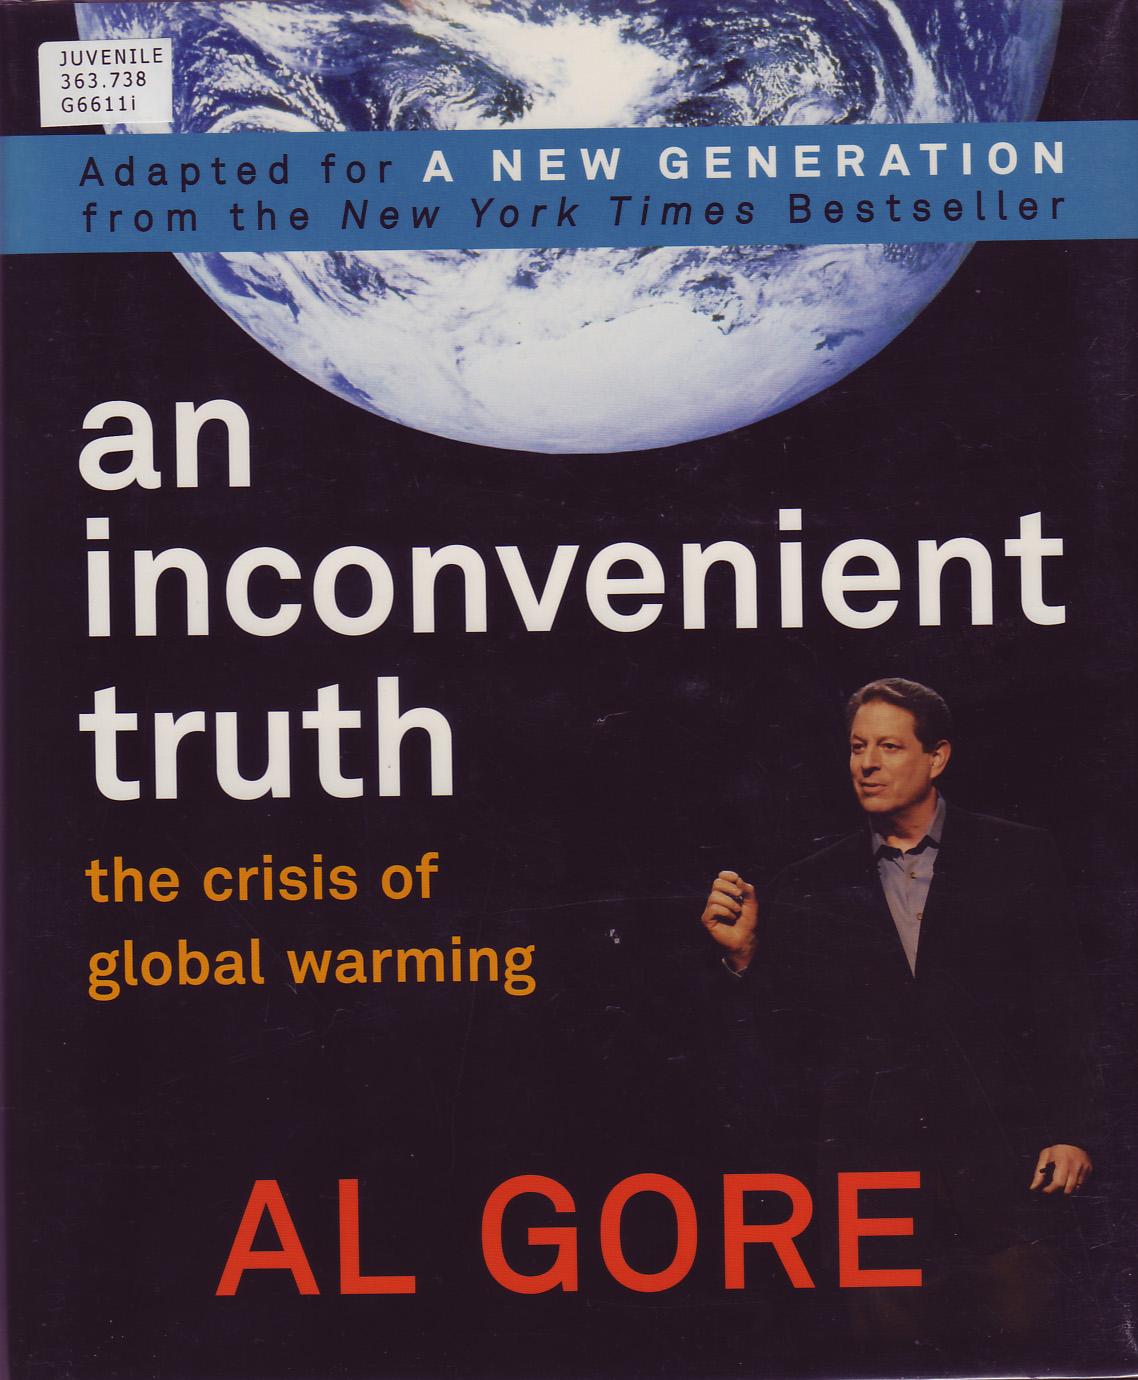 JUVENILE
363.738
G6611i
Adapted for A NEW GENERATION
from the New York Times Bestseller
an
inconvenient
truth
the crisis of
global warming
AL GORE